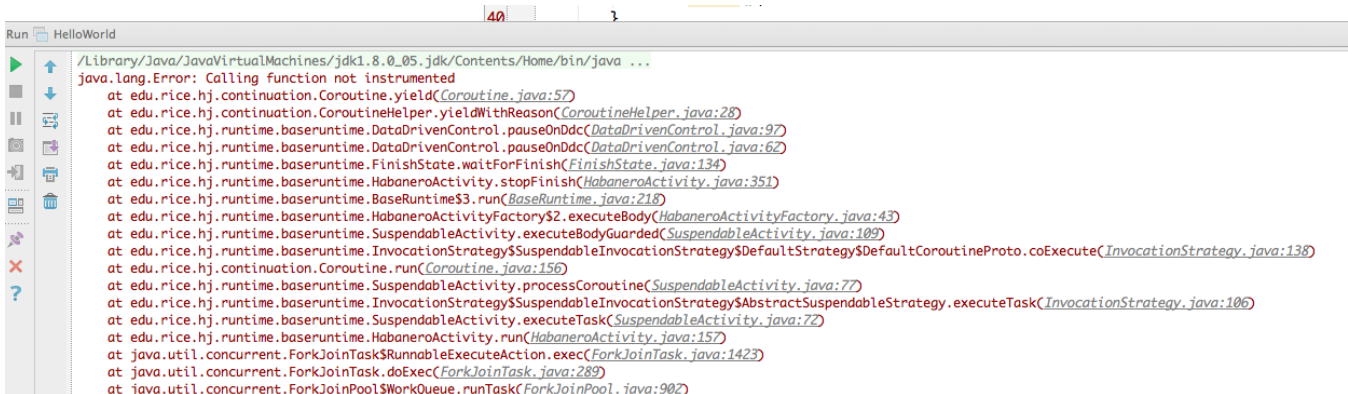 40 }
Run HelloWorld
/Library/Java/JavaVirtualMachines/jdk1.8.0_05.jdk/Contents/Home/bin/java ...
java.lang.Error: Calling function not instrumented
at edu.rice.hj.continuation.Coroutine.yield(Coroutine.java:57)
at edu.rice.hj.continuation.CoroutineHelper.yieldWithReason(CoroutineHelper.java:28)
at edu.rice.hj.runtime.baseruntime.DataDrivenControl.pauseOnDdc(DataDrivenControl.java:97)
at edu.rice.hj.runtime.baseruntime.DataDrivenControl.pauseOnDdc(DataDrivenControl.java:62)
at edu.rice.hj.runtime.baseruntime.FinishState.waitForFinish(FinishState.java:134)
at edu.rice.hj.runtime.baseruntime.HabaneroActivity.stopFinish(HabaneroActivity.java:351)
at edu.rice.hj.runtime.baseruntime.BaseRuntime$3.run(BaseRuntime.java:218)
at edu.rice.hj.runtime.baseruntime.HabaneroActivityFactory$2.executeBody(HabaneroActivityFactory.java:43)
at edu.rice.hj.runtime.baseruntime.SuspendableActivity.executeBodyGuarded(SuspendableActivity.java:109)
at edu.rice.hj.runtime.baseruntime.InvocationStrategy$SuspendableInvocationStrategy$DefaultStrategy$DefaultCoroutineProto.coExecute(InvocationStrategy.java:138)
at edu.rice.hj.continuation.Coroutine.run(Coroutine.java:156)
at edu.rice.hj.runtime.baseruntime.SuspendableActivity.processCoroutine(SuspendableActivity.java:77)
at edu.rice.hj.runtime.baseruntime.InvocationStrategy$SuspendableInvocationStrategy$AbstractSuspendableStrategy.executeTask(InvocationStrategy.java:106)
at edu.rice.hj.runtime.baseruntime.SuspendableActivity.executeTask(SuspendableActivity.java:72)
at edu.rice.hj.runtime.baseruntime.HabaneroActivity.run(HabaneroActivity.java:157)
at java.util.concurrent.ForkJoinTask$RunnableExecuteAction.exec(ForkJoinTask.java:1423)
at java.util.concurrent.ForkJoinTask.doExec(ForkJoinTask.java:289)
at java.util.concurrent.ForkJoinPool$WorkQueue.runTask(ForkJoinPool.java:902)